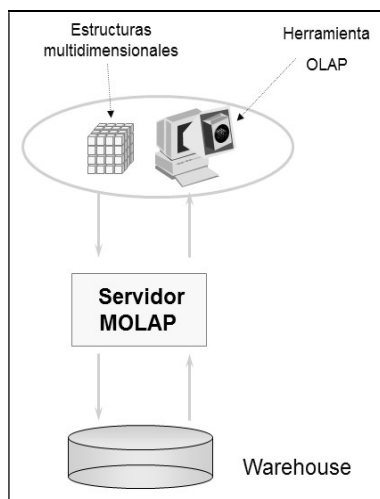 Estructuras
multidimensionales
Herramienta
OLAP
Servidor
MOLAP
Warehouse